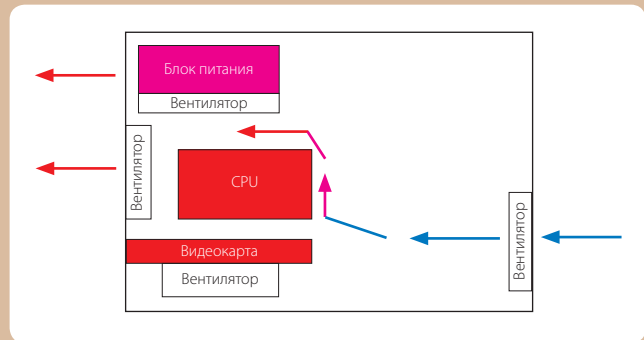 Блок питания
Вентилятор
Вентилятор
CPU
Видеокарта
Вентилятор
Вентилятор